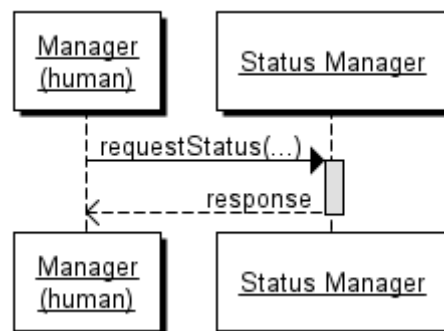 Manager
(human)
Status Manager
requestStatus(...)
response
Manager
(human)
Status Manager